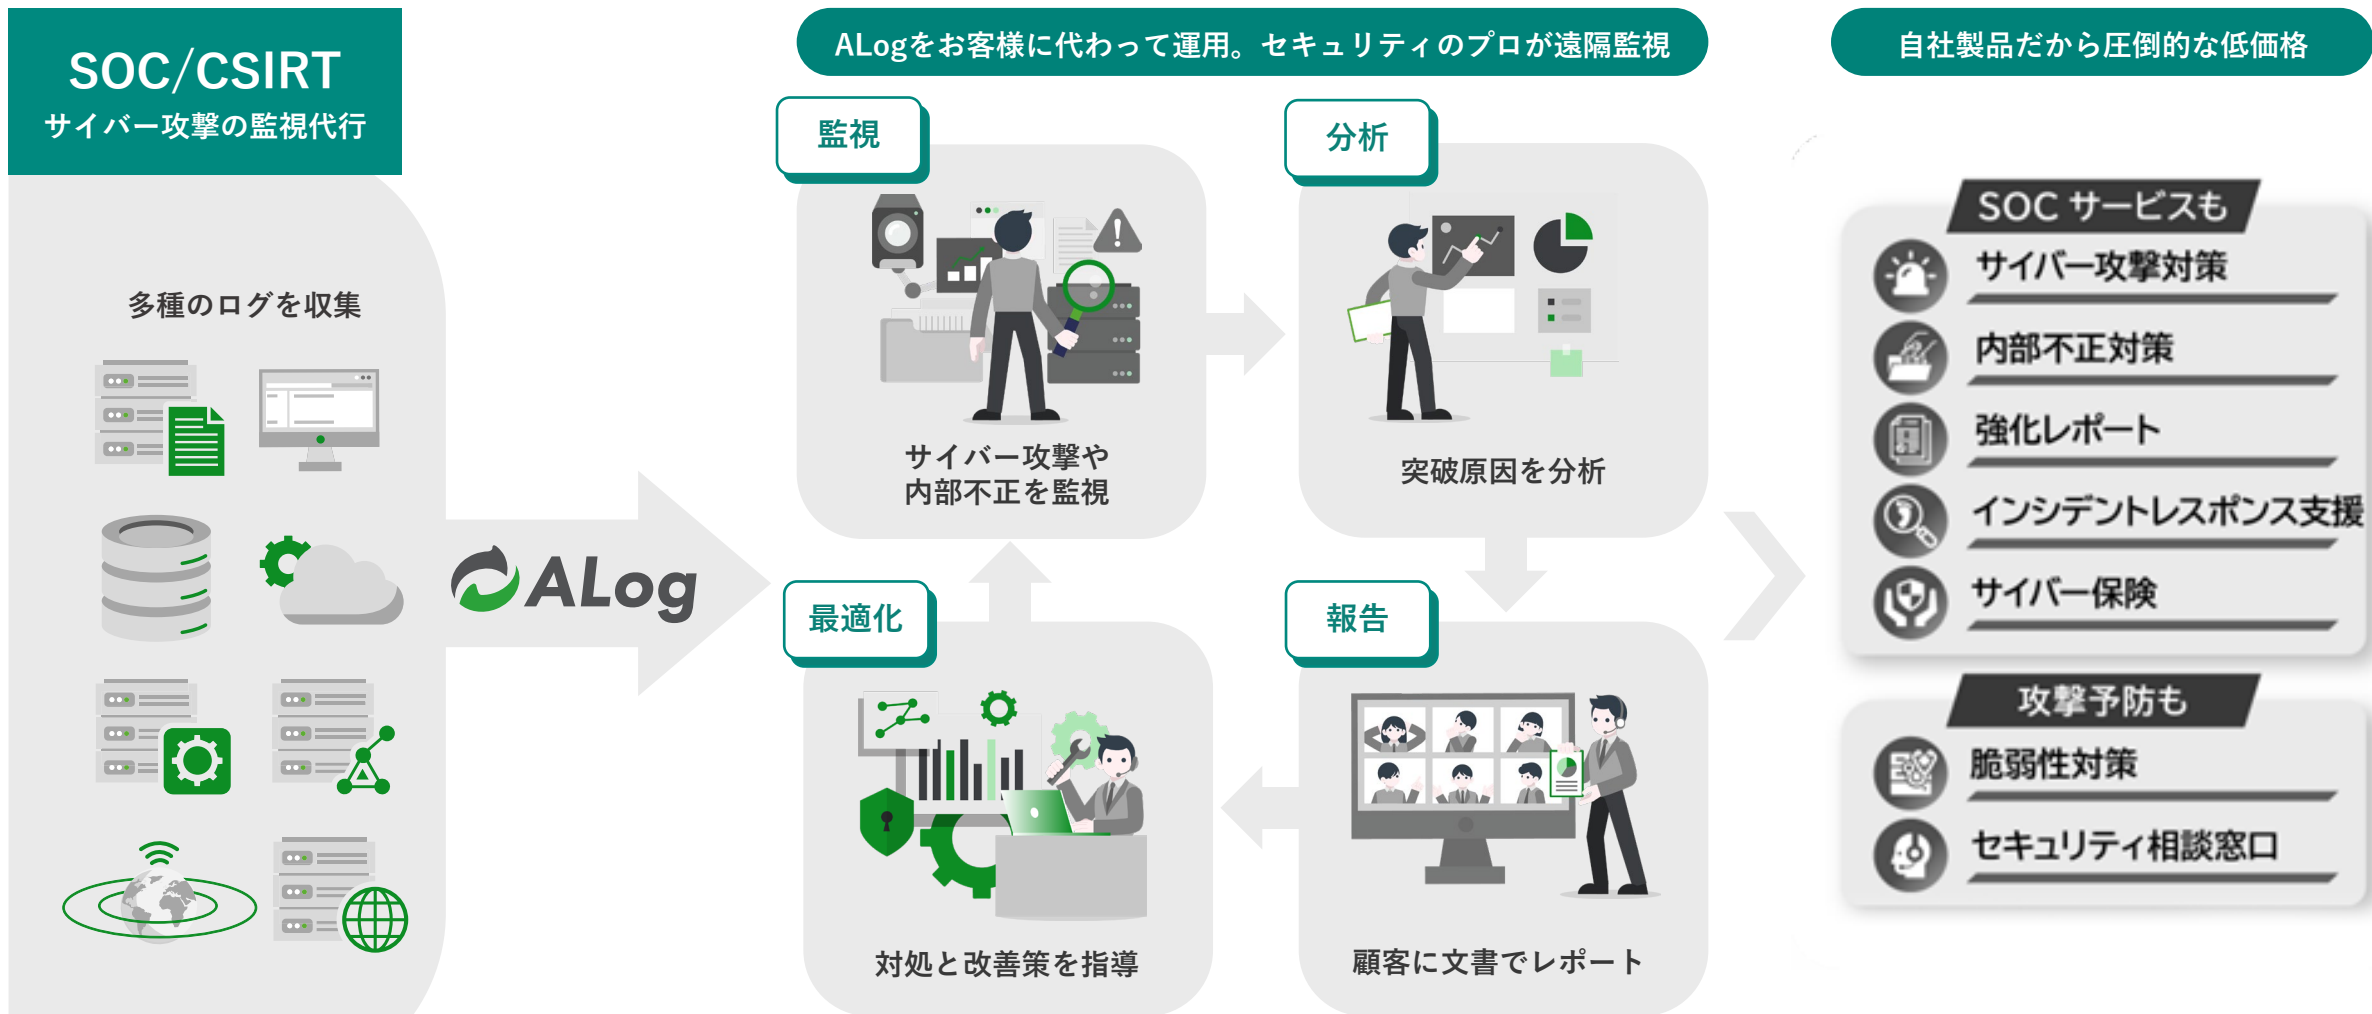 SOC/CSIRT
サイバー攻撃の監視代行
多種のログを収集
ALog
ALogをお客様に代わって運用。セキュリティのプロが遠隔監視
監視
サイバー攻撃や
内部不正を監視
分析
突破原因を分析
最適化
対処と改善策を指導
報告
顧客に文書でレポート
自社製品だから圧倒的な低価格
SOC サービスも
サイバー攻撃対策
内部不正対策
強化レポート
インシデントレスポンス支援
サイバー保険
攻撃予防も
脆弱性対策
セキュリティ相談窓口